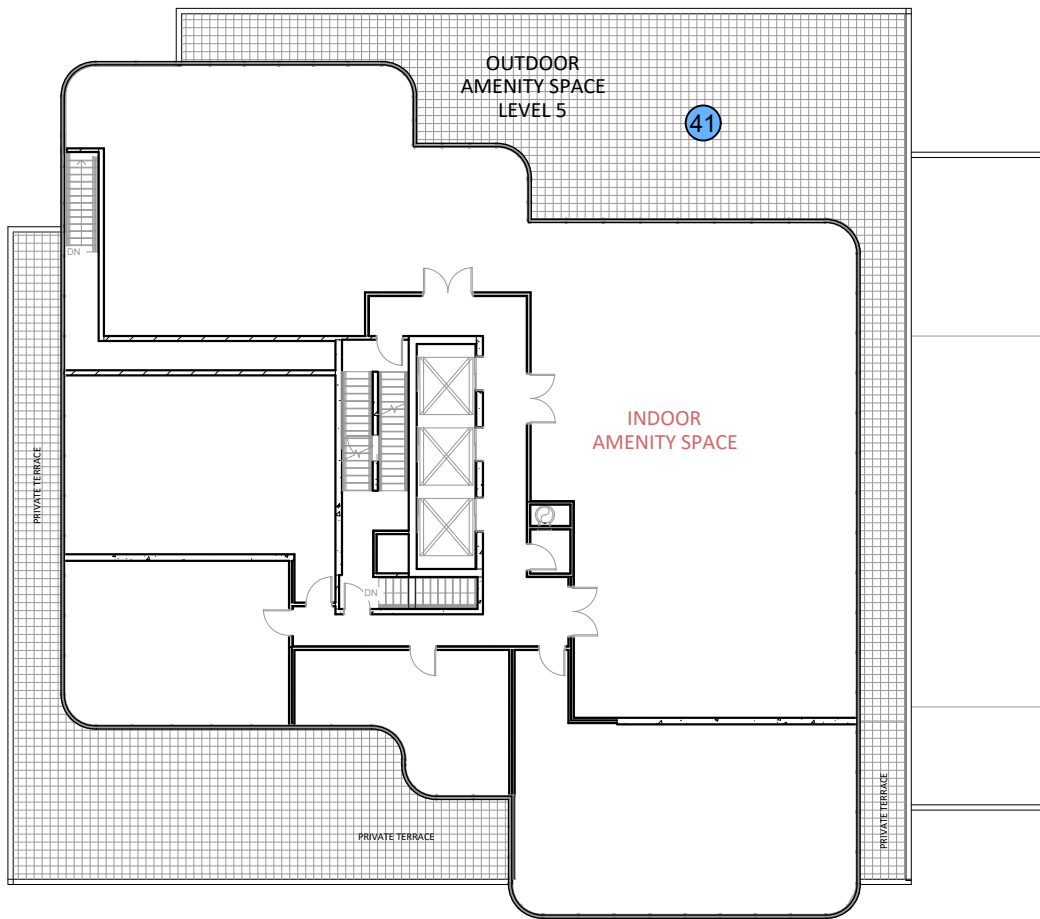 OUTDOOR
AMENITY SPACE
LEVEL 5
41
DN
INDOOR
AMENITY SPACE
PRIVATE TERRACE
DN
PRIVATE TERRACE
PRIVATE TERRACE